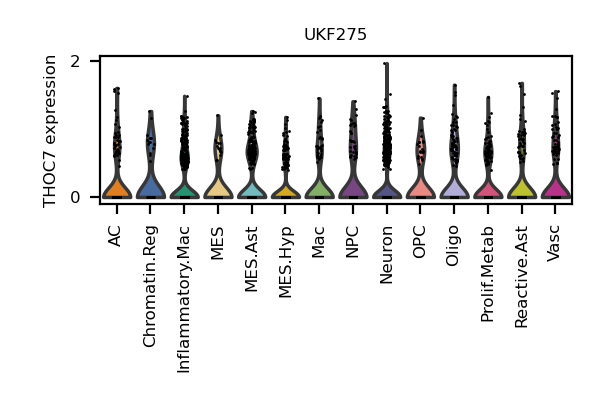 UKF275
THOC7 expression
2
0
AC
Chromatin.Reg
Inflammatory.Mac
MES
MES.Ast
MES.Hyp
Mac
NPC
Neuron
OPC
Oligo
Prolif.Metab
Reactive.Ast
Vasc